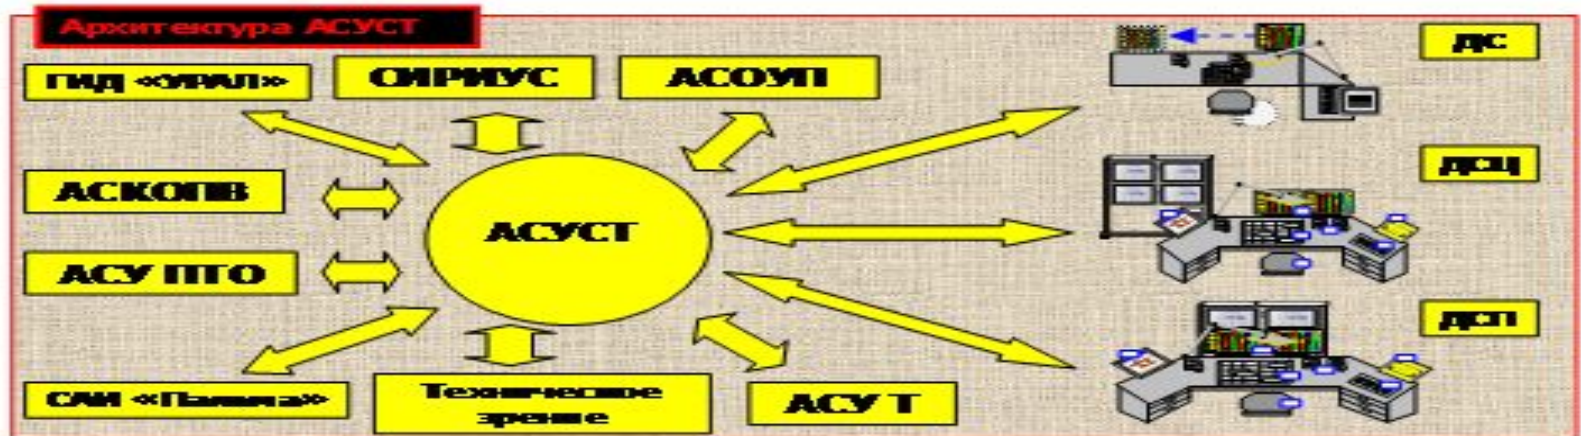 Архитектура АСУСТ
ГИД «УРАЛ»
СИРИУС
АСОУП
ДС
АСКОПВ
АСУСТ
ДСЦ
АСУ ПТО
ДСП
САИ «Пальма»
Техническое
зрение
АСУ Т